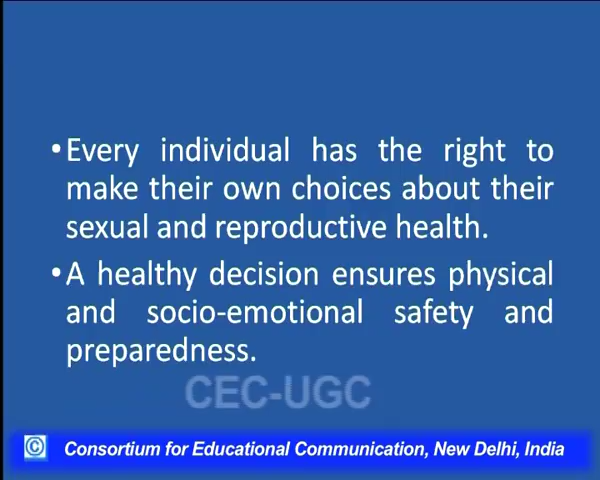 •Every individual has the right to
make their own choices about their
sexual and reproductive health.
•A healthy decision ensures physical
and socio-emotional safety and
preparedness.
CEC-UGC
© Consortium for Educational Communication, New Delhi, India